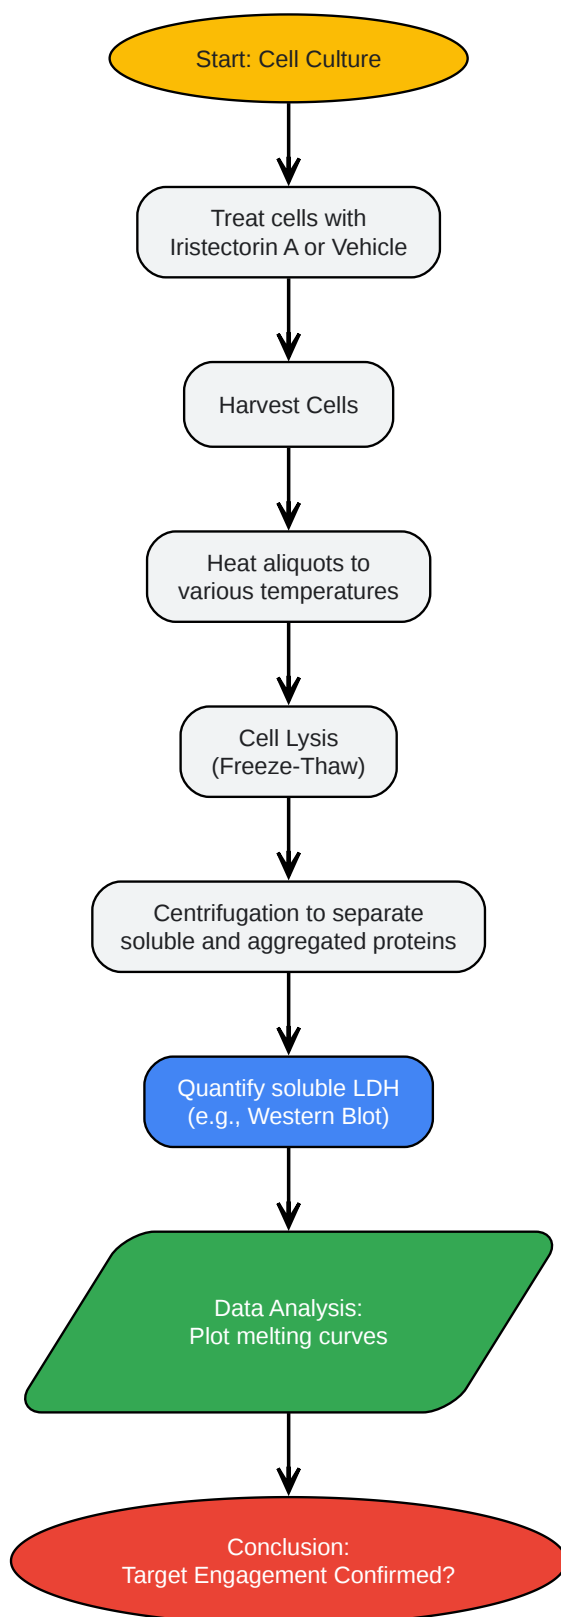 Start: Cell Culture
Treat cells with
Iristectorin A or Vehicle
Harvest Cells
Heat aliquots to
various temperatures
Cell Lysis
(Freeze-Thaw)
Centrifugation to separate
soluble and aggregated proteins
Quantify soluble LDH
(e.g., Western Blot)
Data Analysis:
Plot melting curves
Conclusion:
Target Engagement Confirmed?